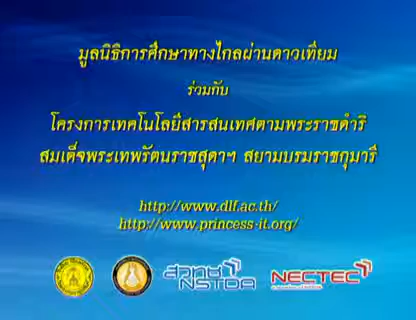 มูลนิธิการศึกษาทางไกลผ่านดาวเทียม
ร่วมกับ
โครงการเทคโนโลยีสารสนเทศตามพระราชดำริ
สมเด็จพระเทพรัตนราชสุดาฯ สยามบรมราชกุมารี
http://www.dlf.ac.th/
http://www.princess-it.org/
สวทช
NSTDA
NECTEC